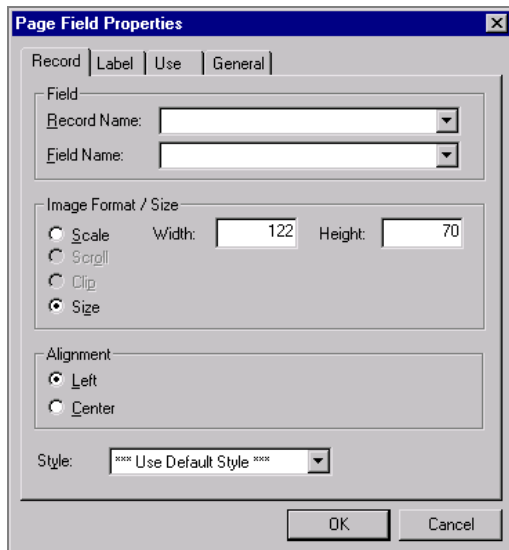 Page Field Properties
Record Label Use General
Field
Record Name:
Field Name:
Image Format / Size
Scale Width: 122 Height: 70
Scroll
Clip
Size
Alignment
Left
Center
Style: *** Use Default Style ***
OK Cancel